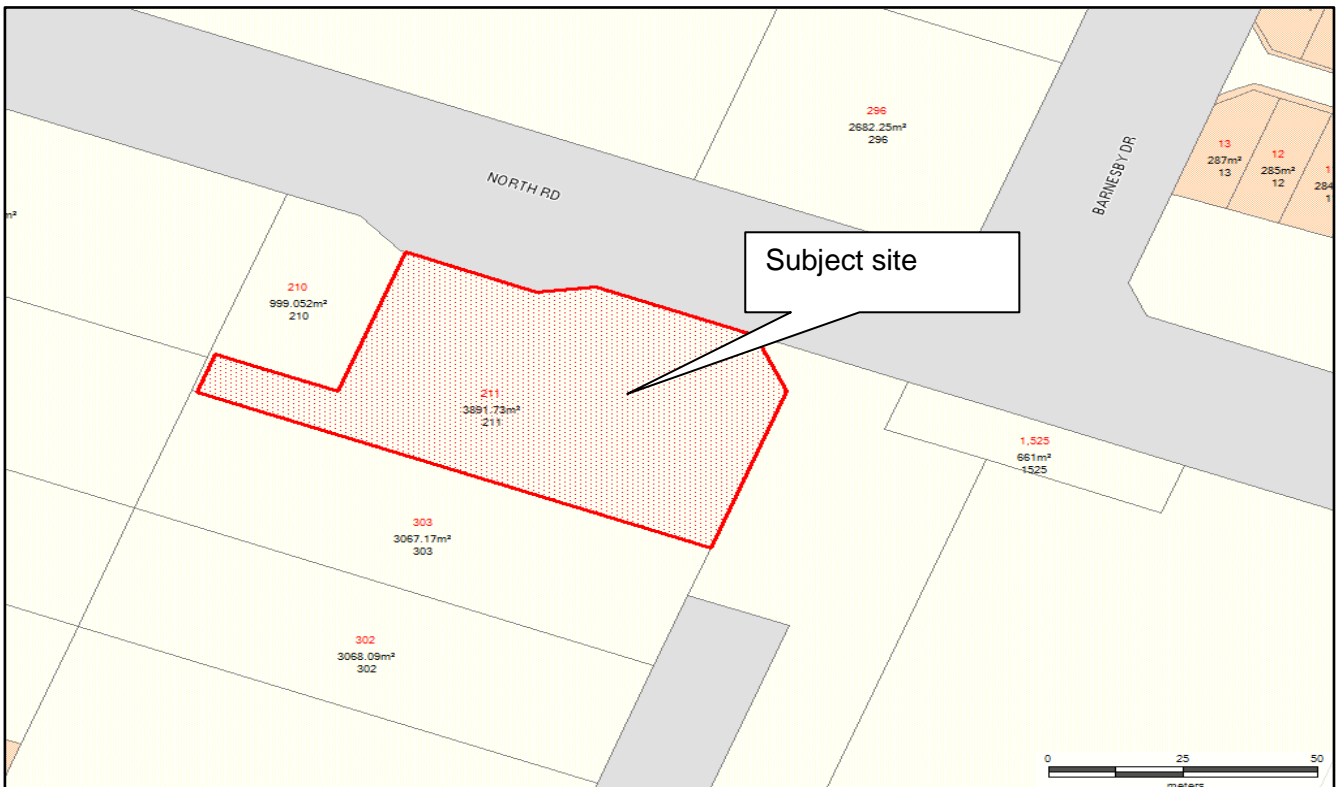 296
2682.25m²
296
BARNESBY DR
13
287m²
13
12
285m²
12
NORTH RD
m²
Subject site
210
999.052m²
210
211
3891.73m²
211
1,525
661m²
1525
303
3067.17m²
303
302
3068.09m²
302
0 25 50
meters